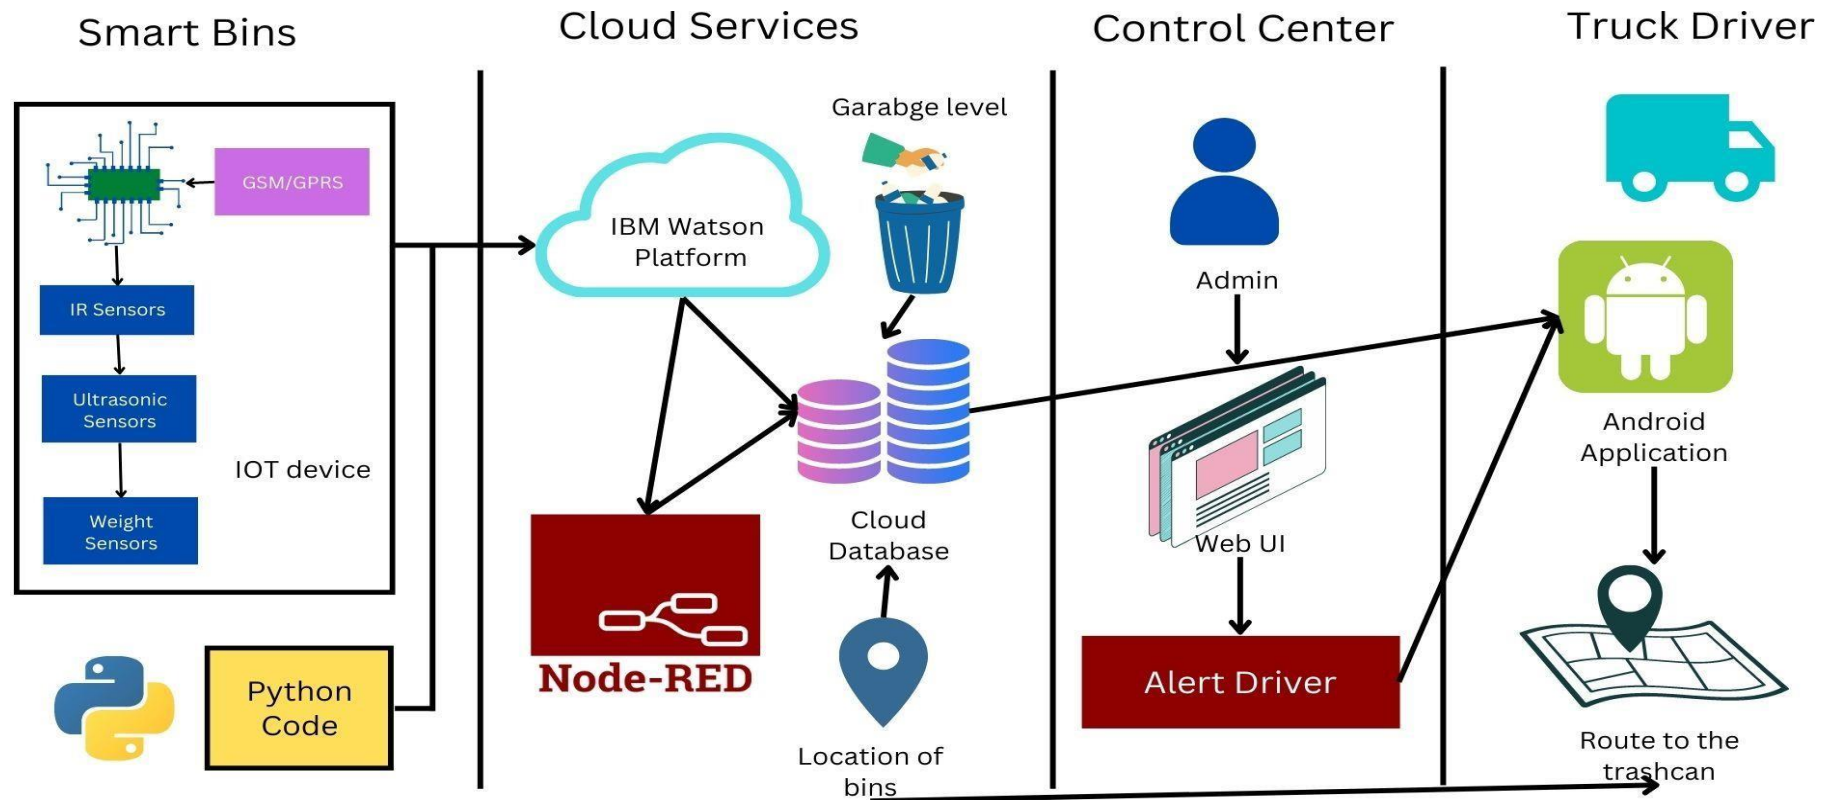 Smart Bins
Cloud Services
Control Center
Truck Driver
GSM/GPRS
IR Sensors
Ultrasonic
Sensors
Weight
Sensors
IOT device
Python
Code
Garabge level
IBM Watson
Platform
Cloud
Database
Node-RED
Location of
bins
Admin
Web UI
Alert Driver
Android
Application
Route to the
trashcan